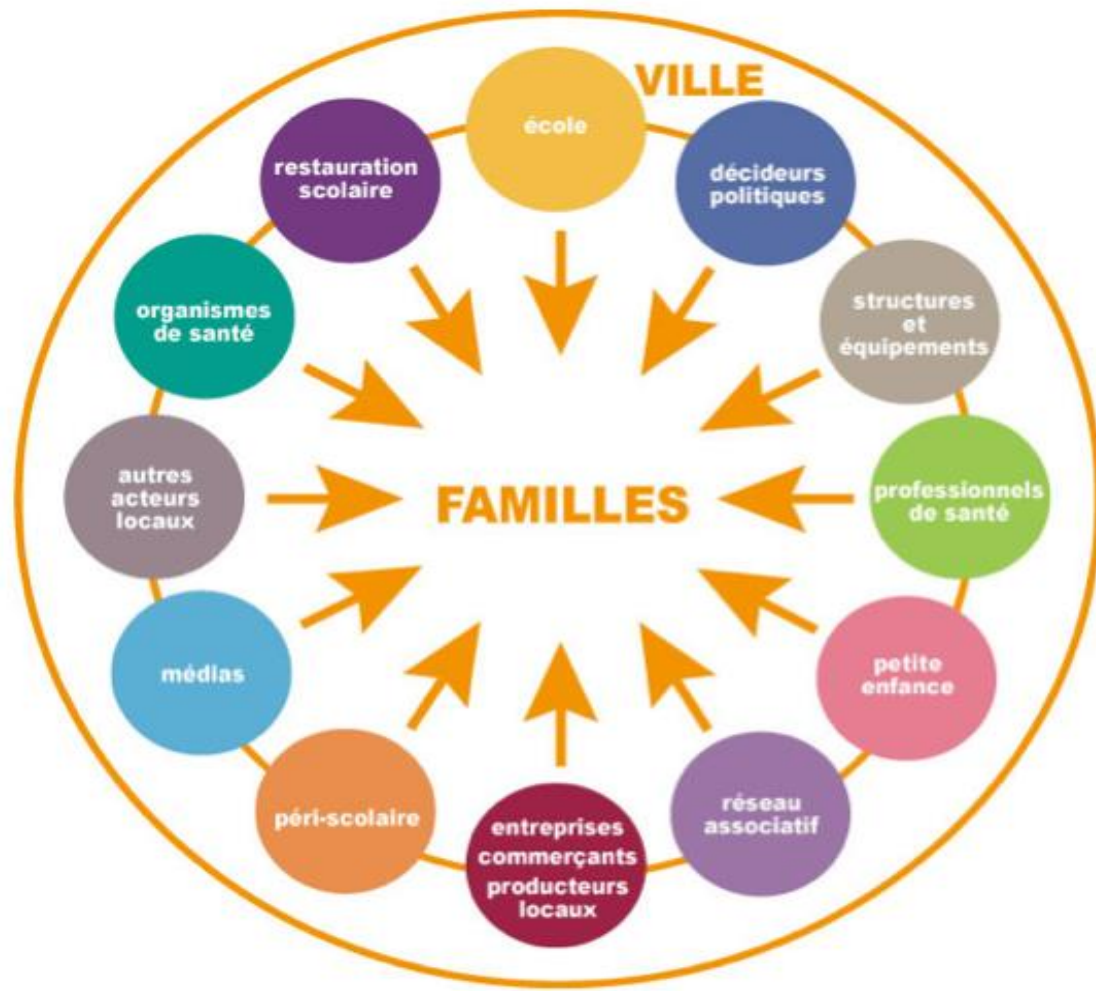 VILLE
école
décideurs
politiques
structures
et
équipements
professionnels
de santé
petite
enfance
réseau
associatif
entreprises
commerçants
producteurs
locaux
péri-scolaire
médias
autres
acteurs
locaux
organismes
de santé
restauration
scolaire
FAMILLES